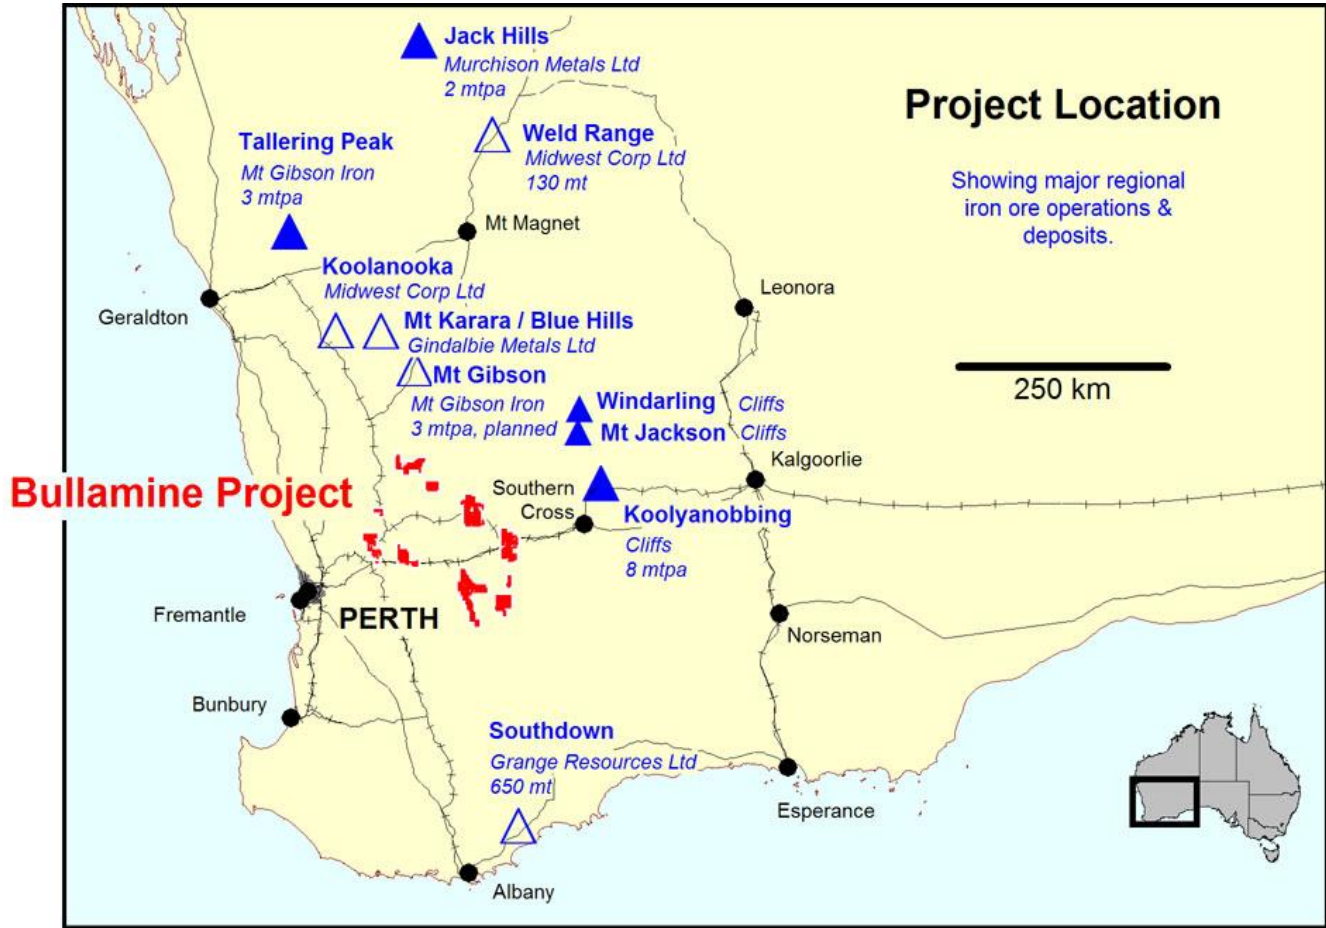 Jack Hills
Murchison Metals Ltd
2 mtpa
Project Location
Showing major regional
iron ore operations &
deposits.
Tallering Peak
Mt Gibson Iron
3 mtpa
Weld Range
Midwest Corp Ltd
130 mt
Mt Magnet
Koolanooka
Midwest Corp Ltd
Leonora
Geraldton
Mt Karara / Blue Hills
Gindalbie Metals Ltd
Mt Gibson
Mt Gibson Iron
3 mtpa, planned
250 km
Windarling Cliffs
Mt Jackson Cliffs
Kalgoorlie
Bullamine Project
Southern
Cross
Koolyanobbing
Cliffs
8 mtpa
Fremantle
PERTH
Norseman
Bunbury
Southdown
Grange Resources Ltd
650 mt
Esperance
Albany